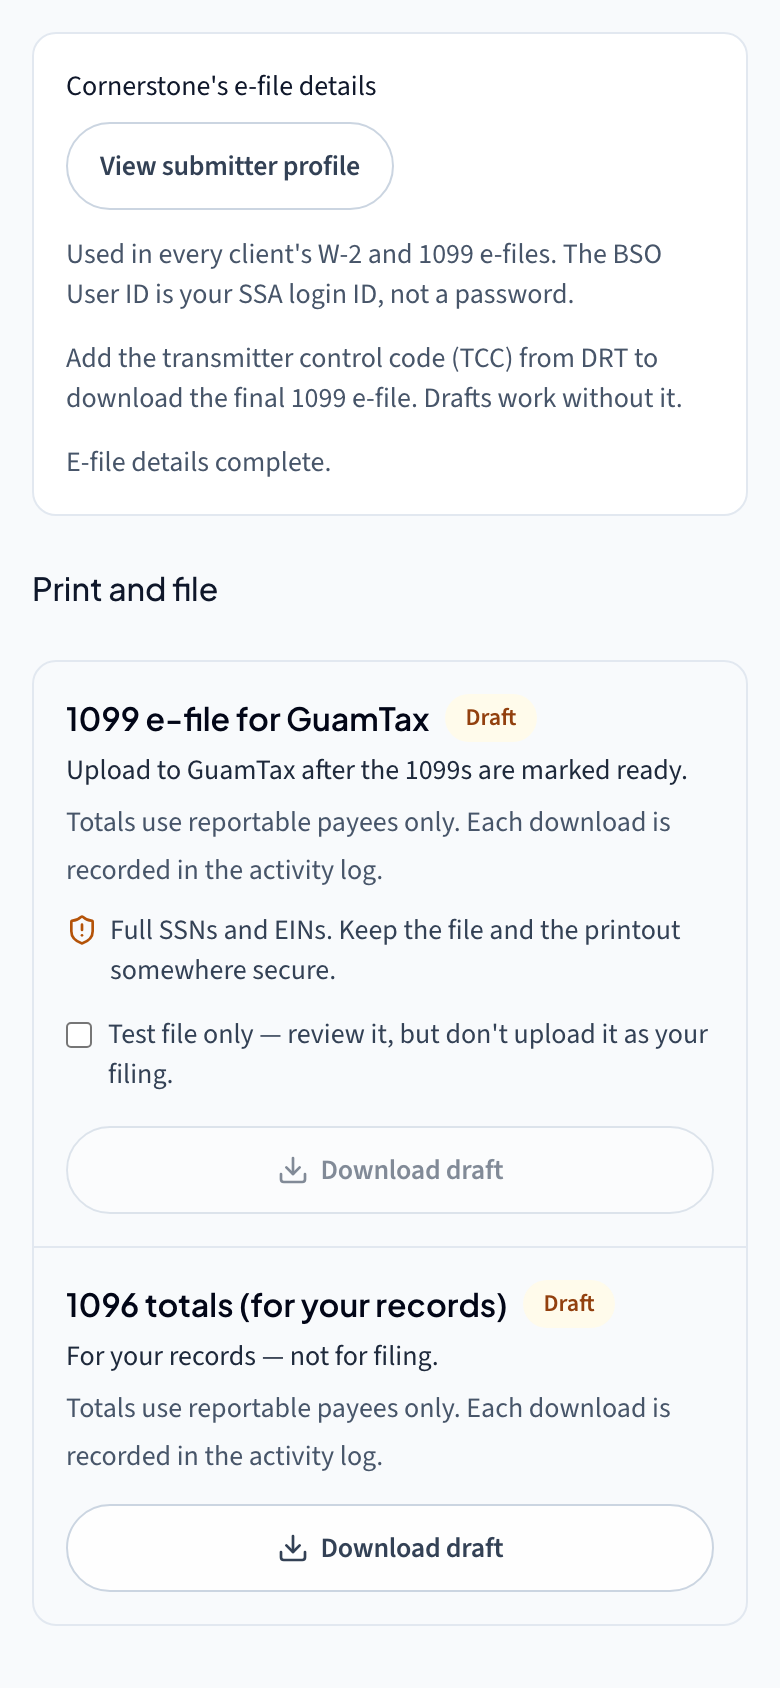 Cornerstone's e-file details
View submitter profile
Used in every client's W-2 and 1099 e-files. The BSO
User ID is your SSA login ID, not a password.
Add the transmitter control code (TCC) from DRT to
download the final 1099 e-file. Drafts work without it.
E-file details complete.
Print and file
1099 e-file for GuamTax Draft
Upload to GuamTax after the 1099s are marked ready.
Totals use reportable payees only. Each download is
recorded in the activity log.
Full SSNs and EINs. Keep the file and the printout
somewhere secure.
Test file only — review it, but don't upload it as your
filing.
Download draft
1096 totals (for your records) Draft
For your records — not for filing.
Totals use reportable payees only. Each download is
recorded in the activity log.
Download draft